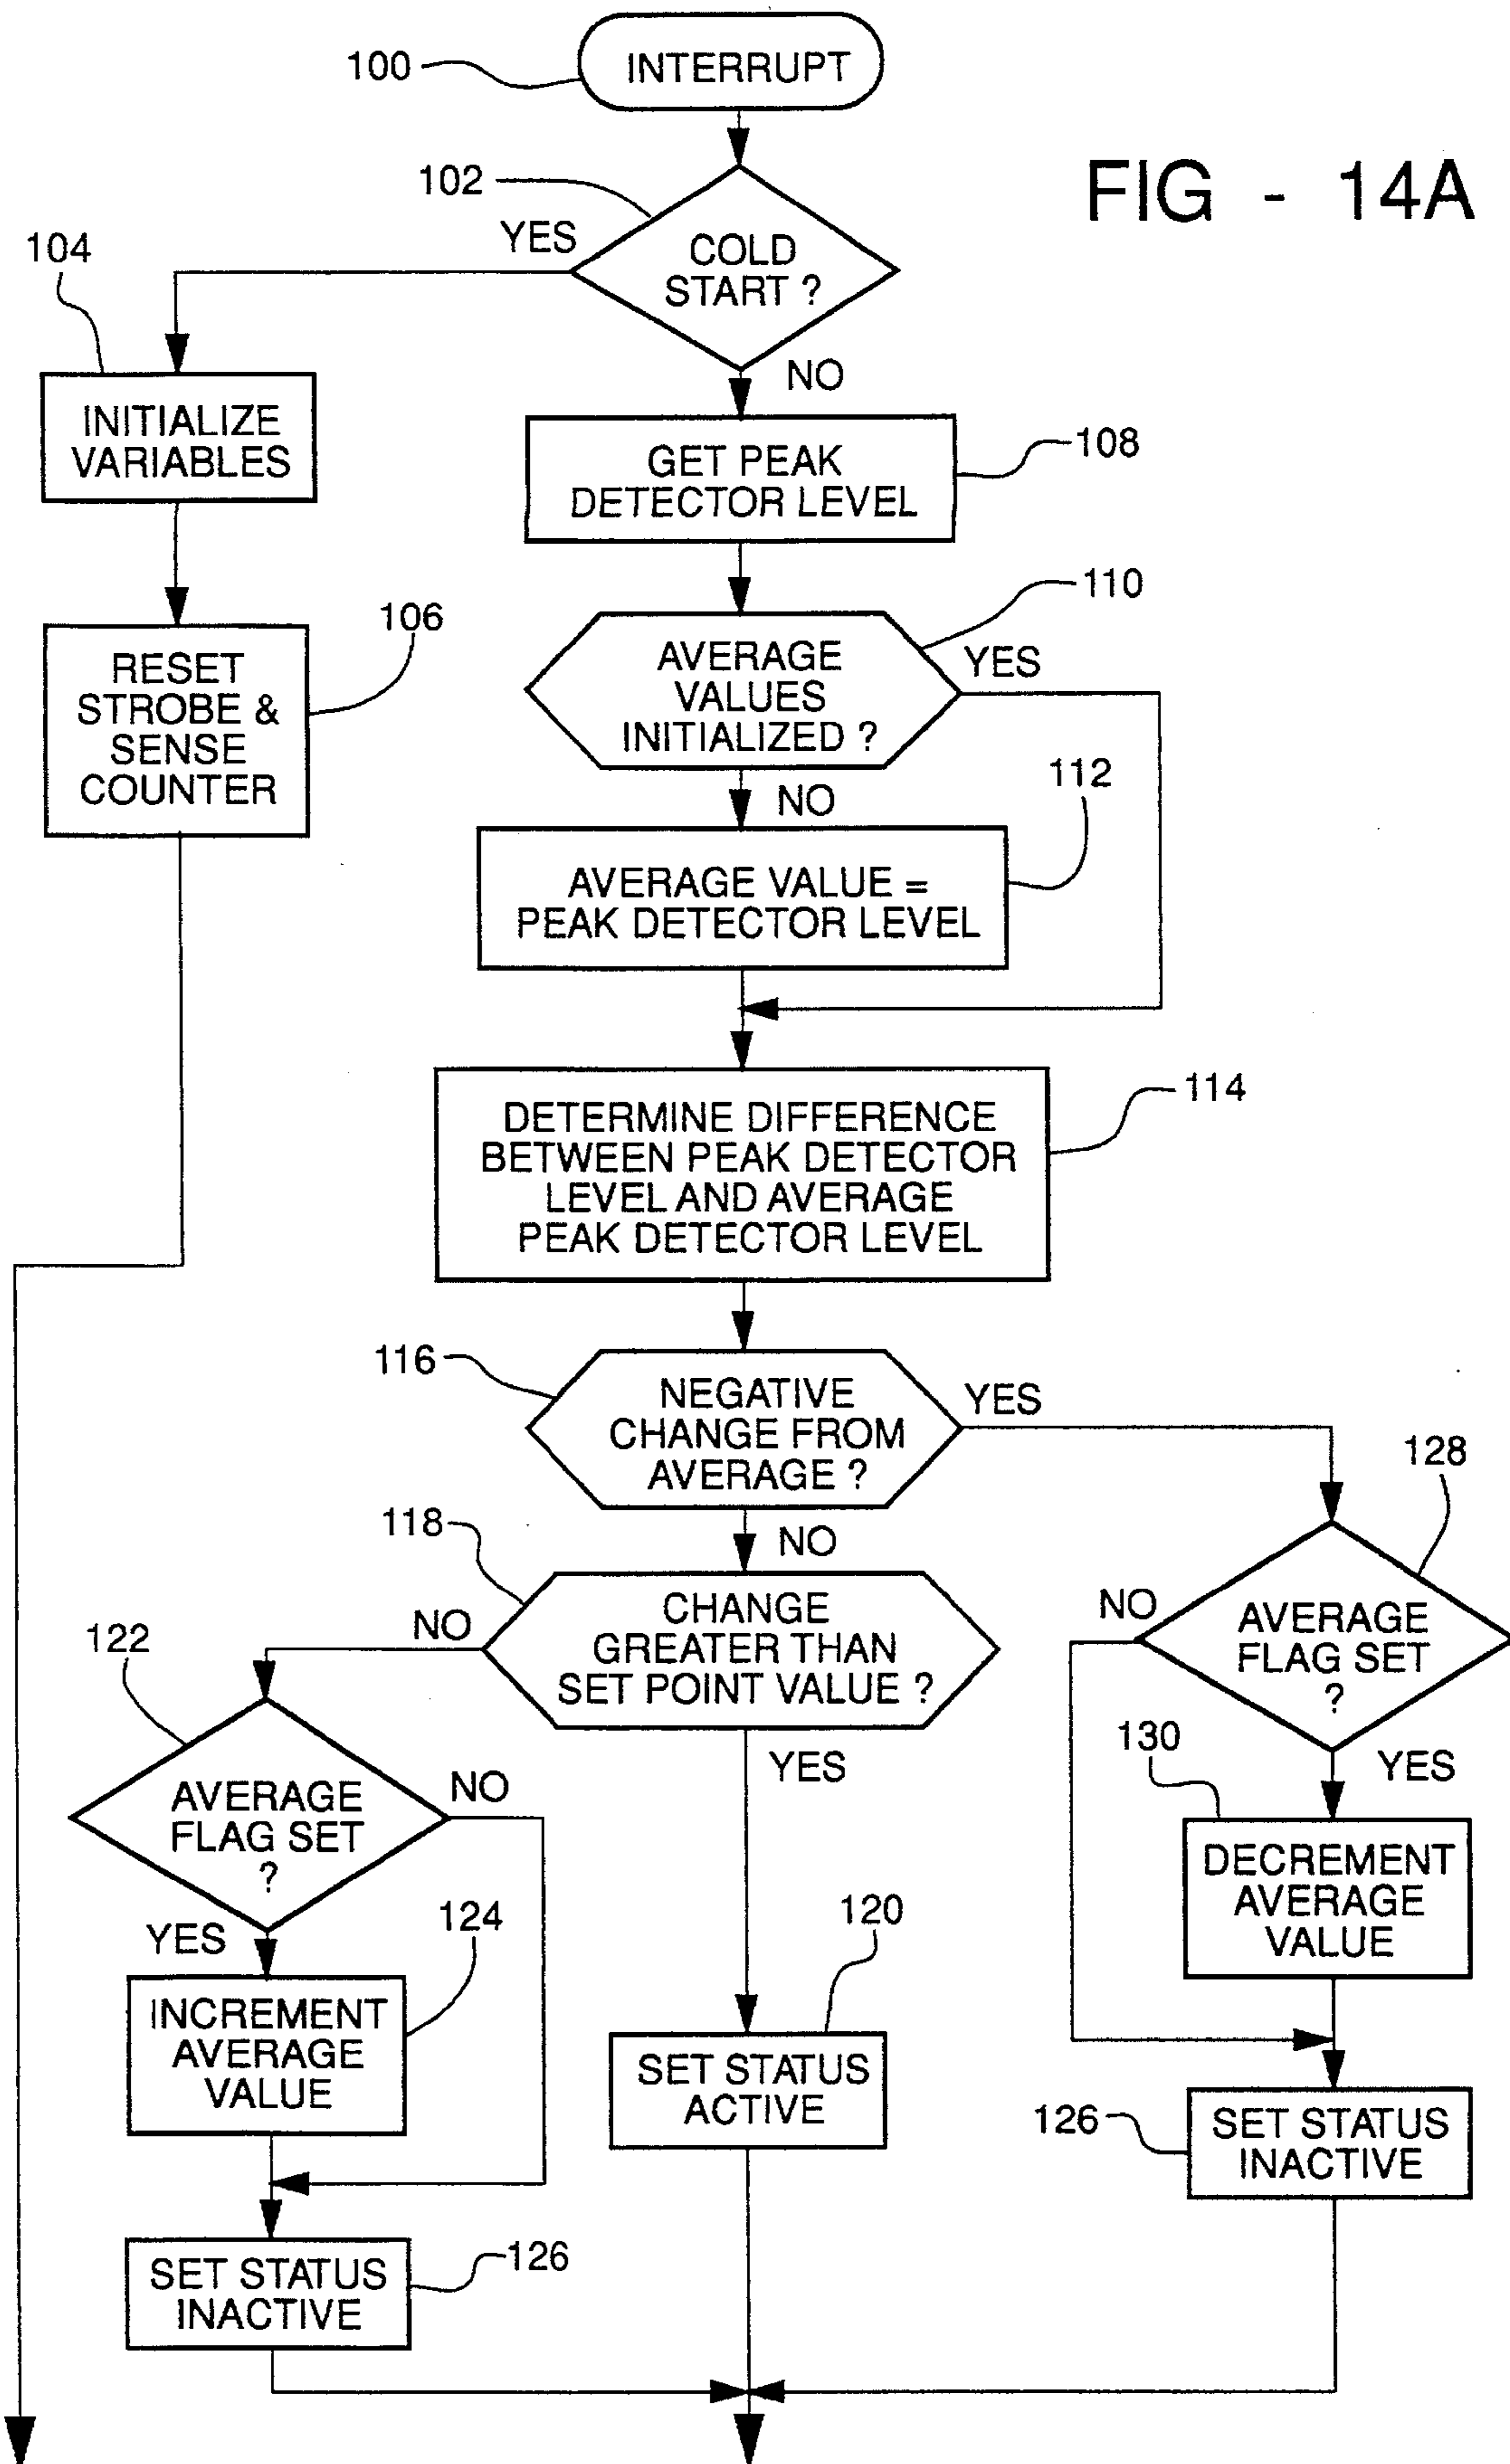 100
INTERRUPT
FIG - 14A
102
YES
COLD
START ?
NO
104
INITIALIZE
VARIABLES
108
GET PEAK
DETECTOR LEVEL
106
RESET
STROBE &
SENSE
COUNTER
110
AVERAGE
VALUES
INITIALIZED ?
YES
NO
112
AVERAGE VALUE =
PEAK DETECTOR LEVEL
114
DETERMINE DIFFERENCE
BETWEEN PEAK DETECTOR
LEVEL AND AVERAGE
PEAK DETECTOR LEVEL
116
NEGATIVE
CHANGE FROM
AVERAGE ?
YES
NO
118
CHANGE
GREATER THAN
SET POINT VALUE ?
NO
YES
128
AVERAGE
FLAG SET
?
NO
YES
122
AVERAGE
FLAG SET
?
NO
YES
130
DECREMENT
AVERAGE
VALUE
124
INCREMENT
AVERAGE
VALUE
120
SET STATUS
ACTIVE
126
SET STATUS
INACTIVE
SET STATUS
INACTIVE
126